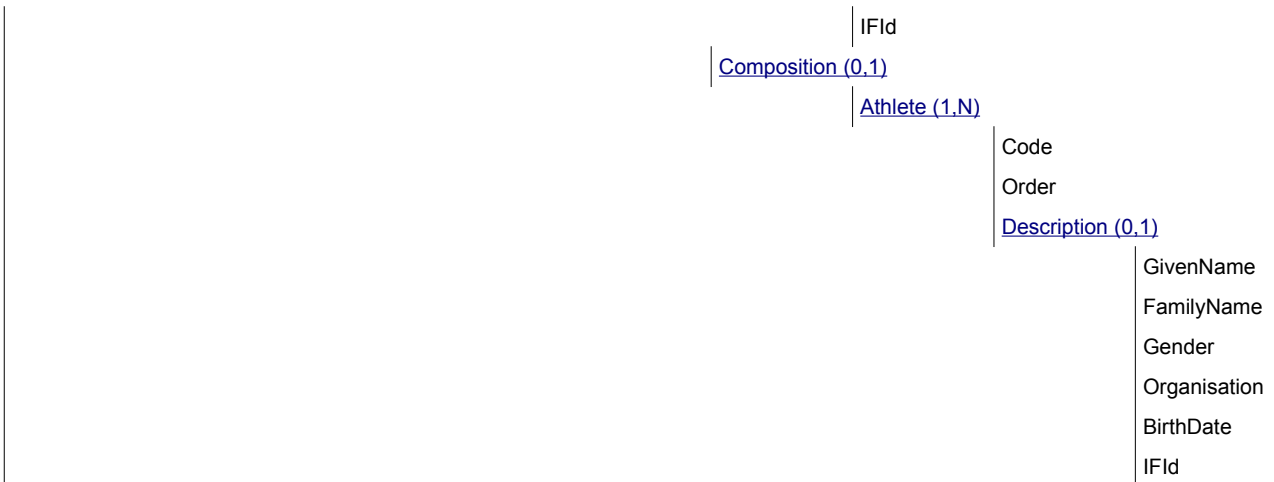 IFId
Composition (0,1)
Athlete (1,N)
Code
Order
Description (0,1)
GivenName
FamilyName
Gender
Organisation
BirthDate
IFId